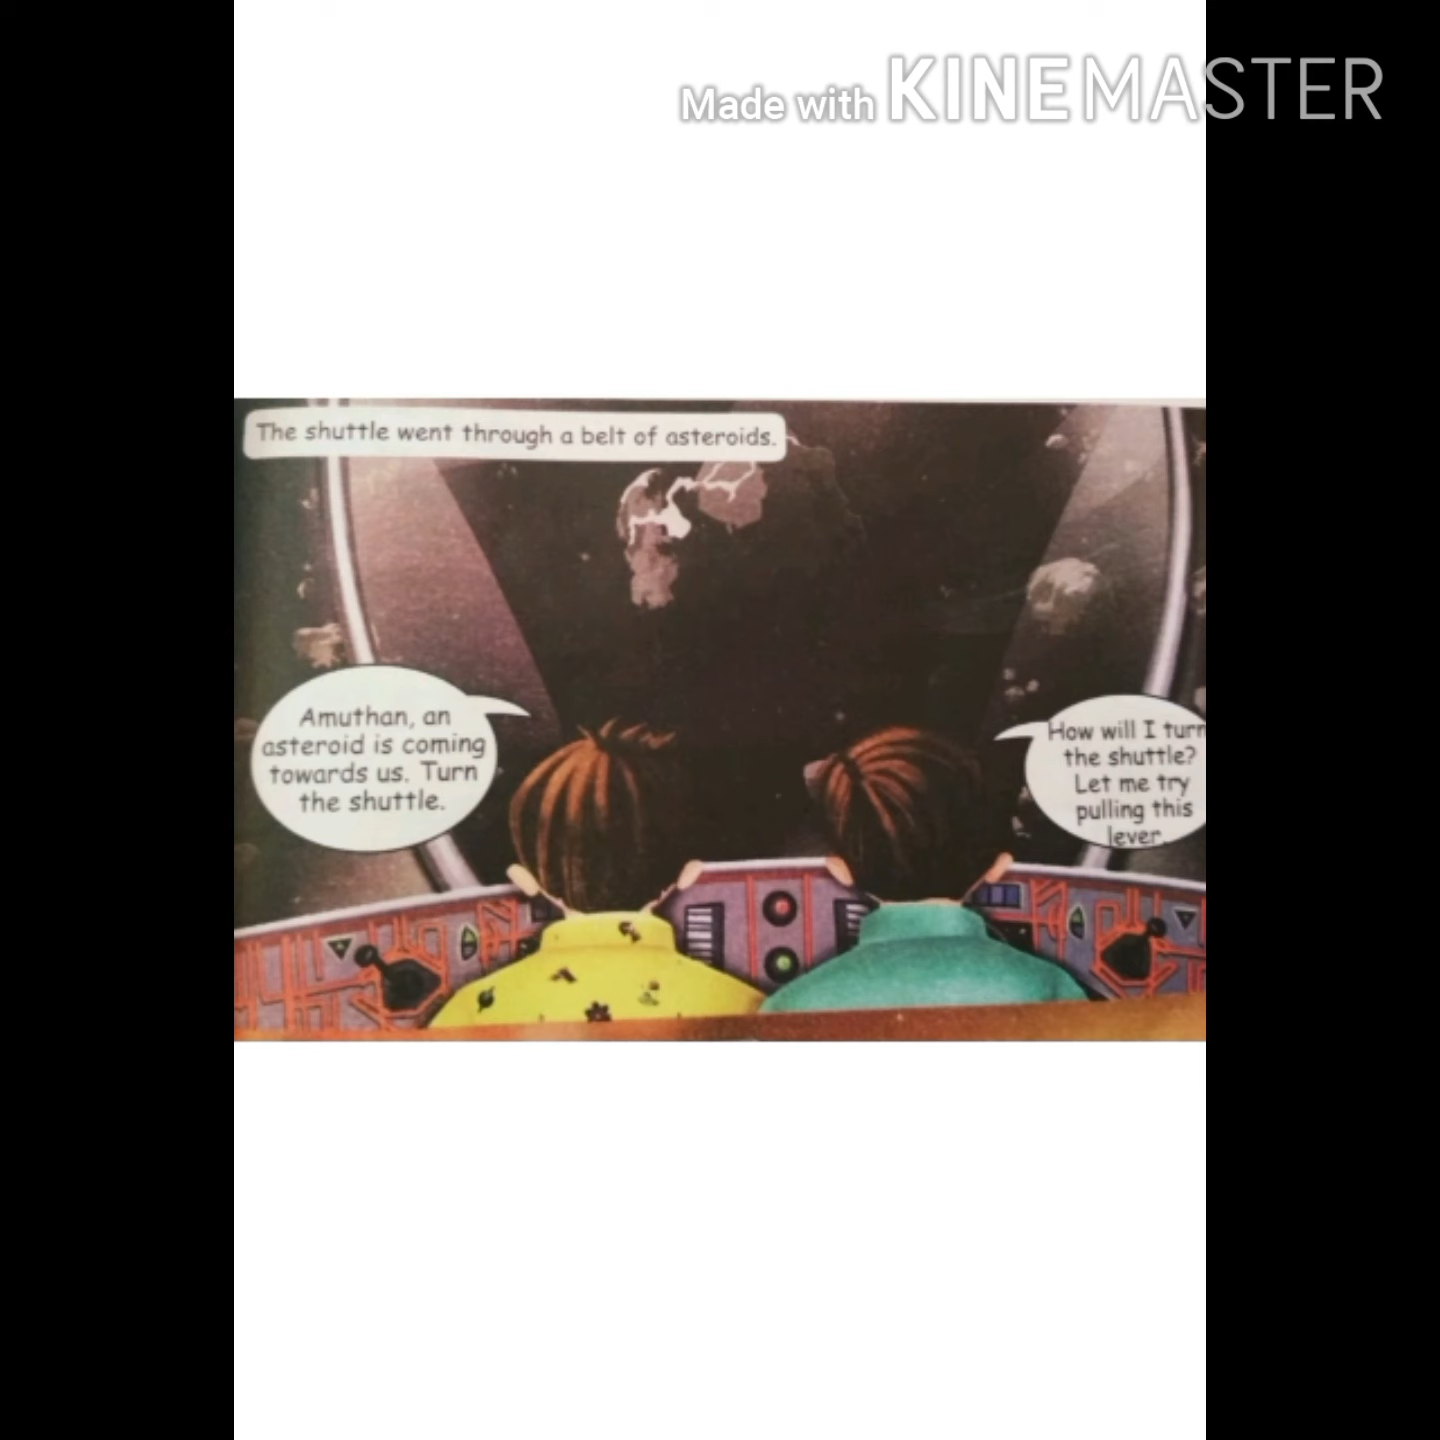 Made with KINEMASTER
The shuttle went through a belt of asteroids.
Amuthan, an
asteroid is coming
towards us. Turn
the shuttle.
How will I turn
the shuttle?
Let me try
pulling this
lever.